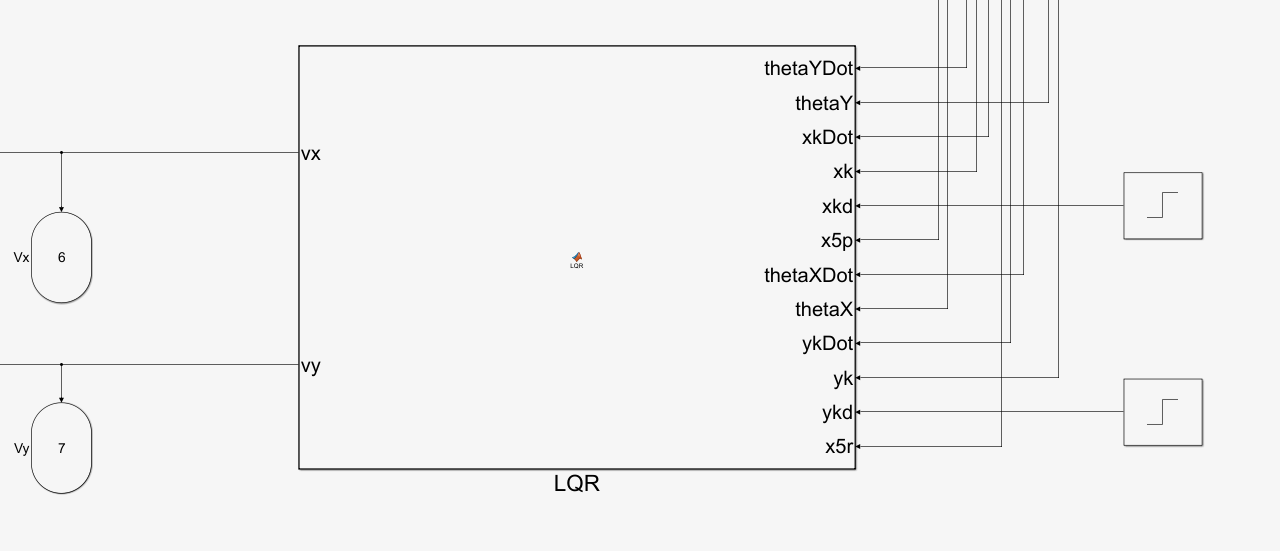 thetaYDot
thetaY
xkDot
vx
xk
xkd
x5p
Vx
6
LQR
thetaXDot
thetaX
ykDot
vy
yk
ykd
x5r
Vy
7
LQR